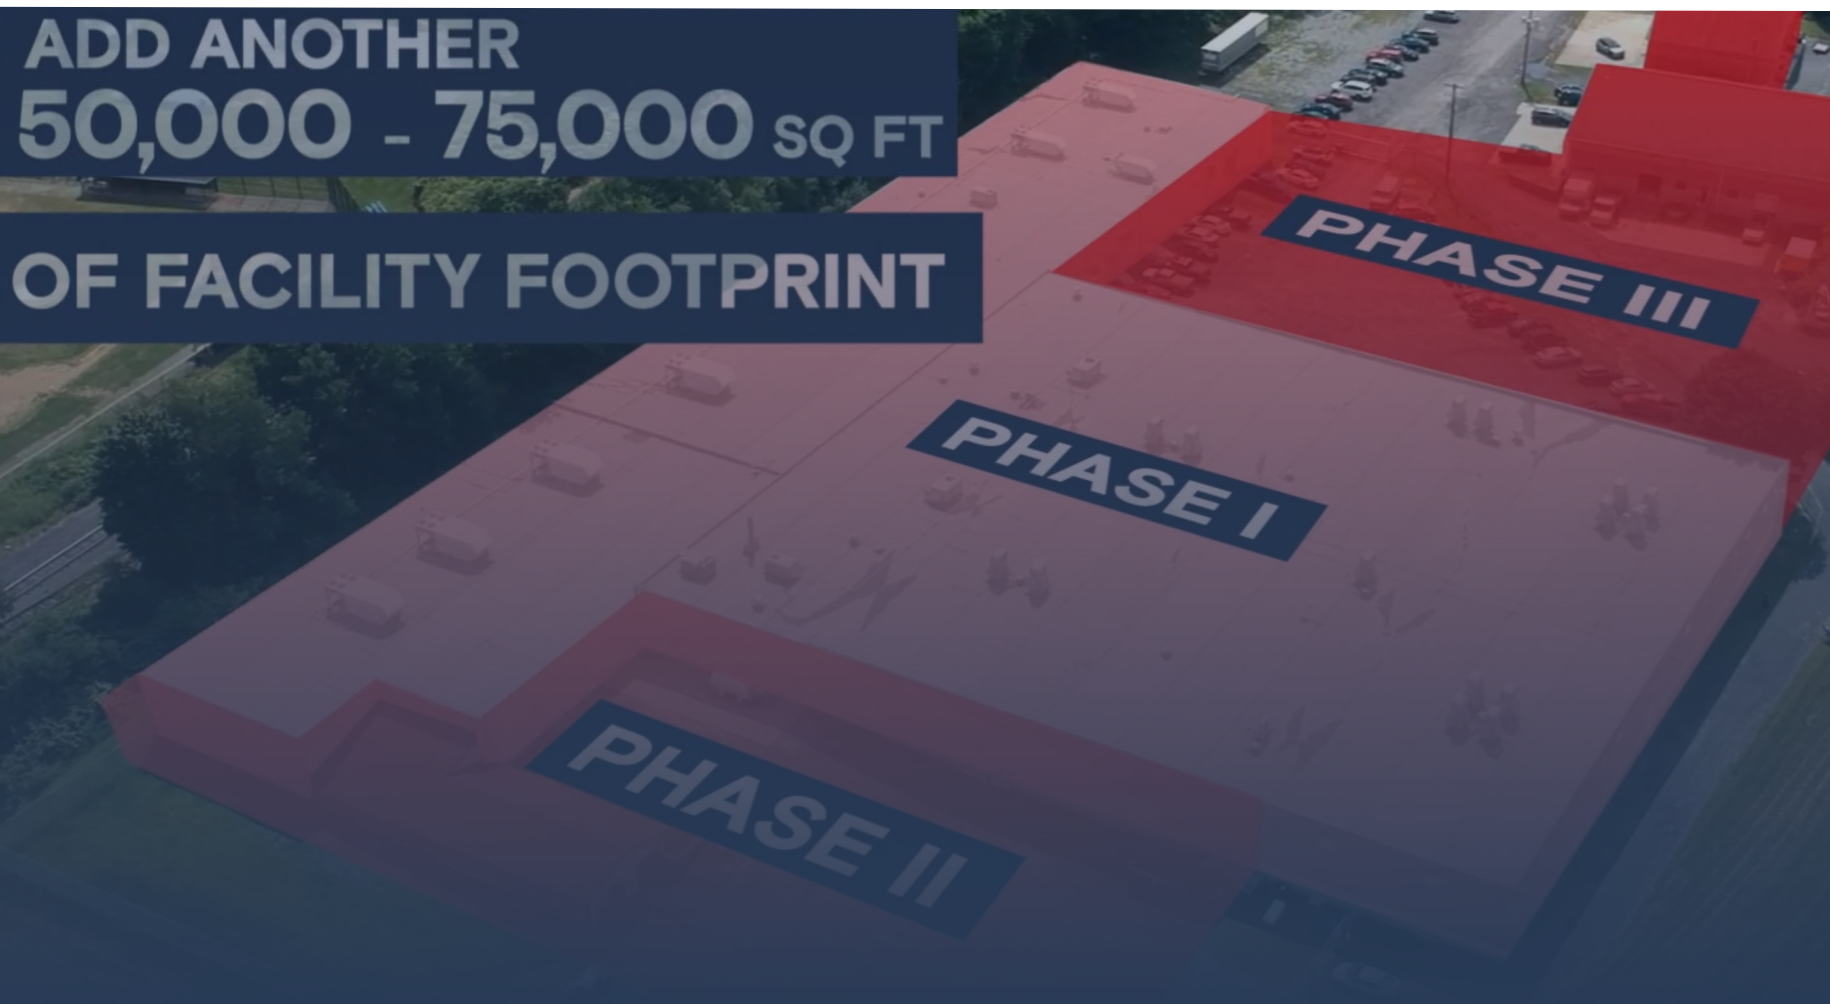 ADD ANOTHER
50,000 - 75,000 SQ FT
OF FACILITY FOOTPRINT
PHASE III
PHASE I
PHASE II